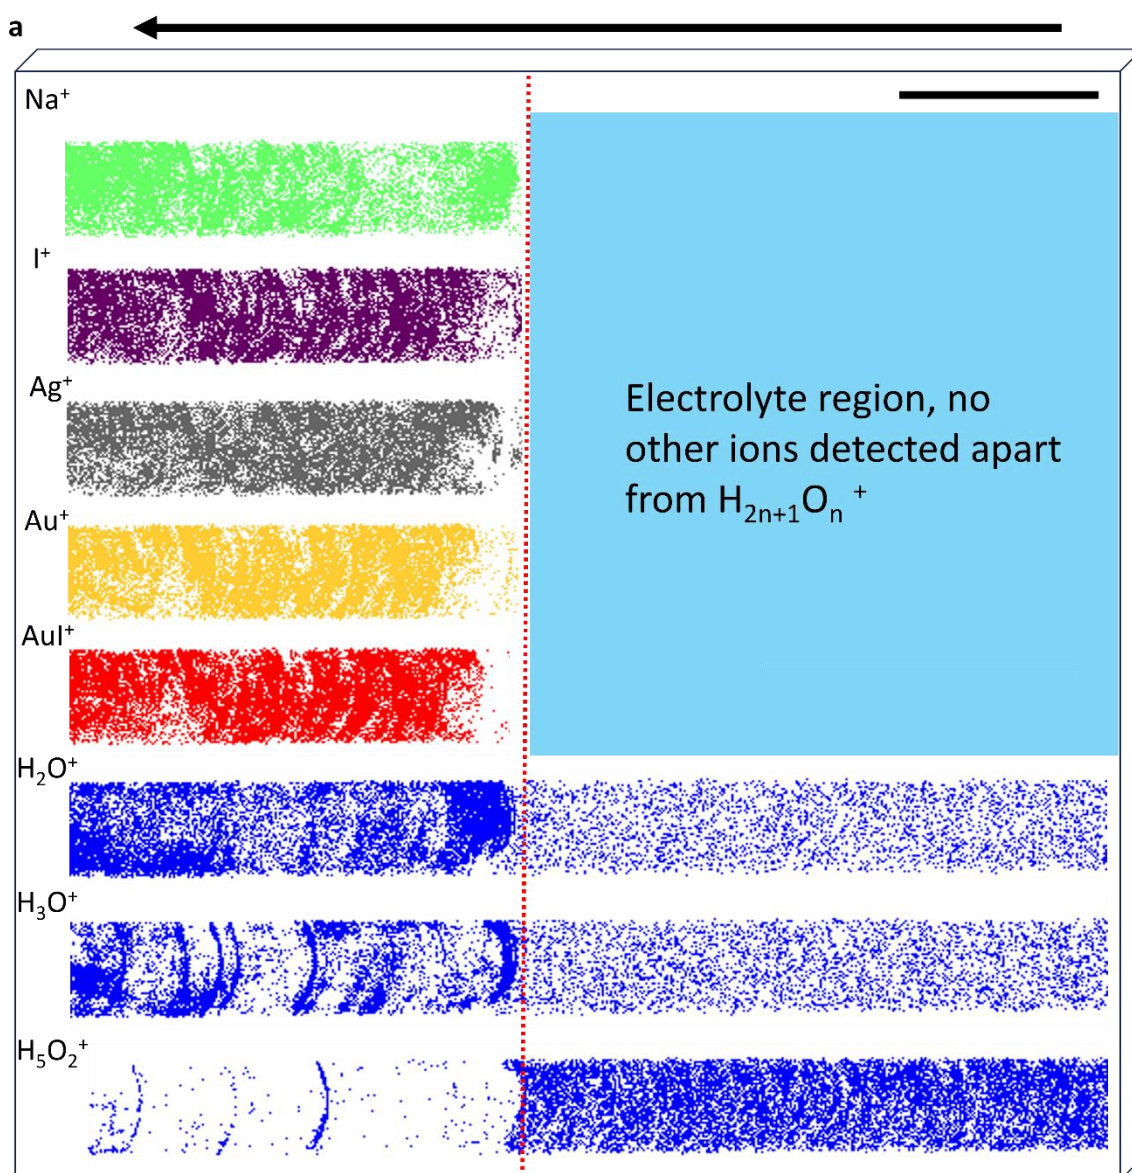 a
Na⁺
I⁺
Ag⁺
Au⁺
AuI⁺
Electrolyte region, no
other ions detected apart
from H₂ₙ₊₁Oₙ ⁺
H₂O⁺
H₃O⁺
H₅O₂⁺